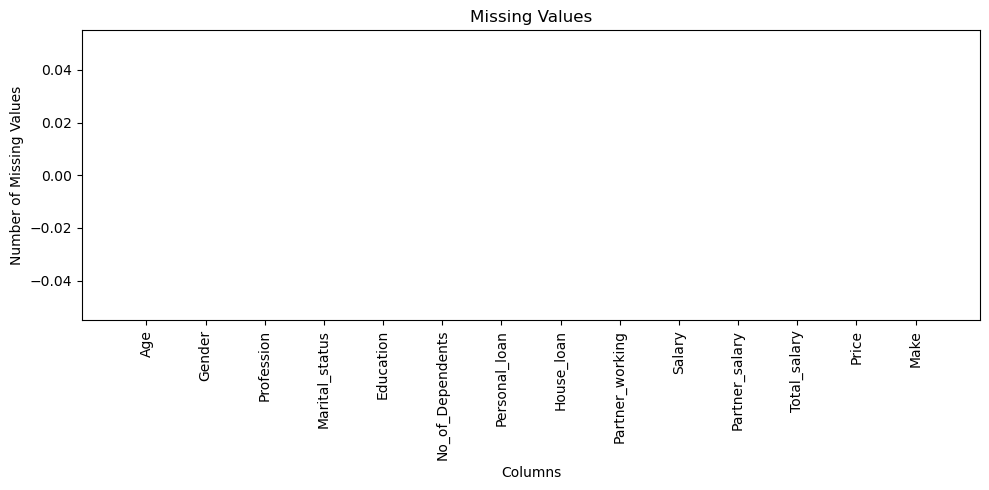 Missing Values
Number of Missing Values
0.04
0.02
0.00
−0.02
−0.04
Age
Gender
Profession
Marital_status
Education
No_of_Dependents
Personal_loan
House_loan
Partner_working
Salary
Partner_salary
Total_salary
Price
Make
Columns